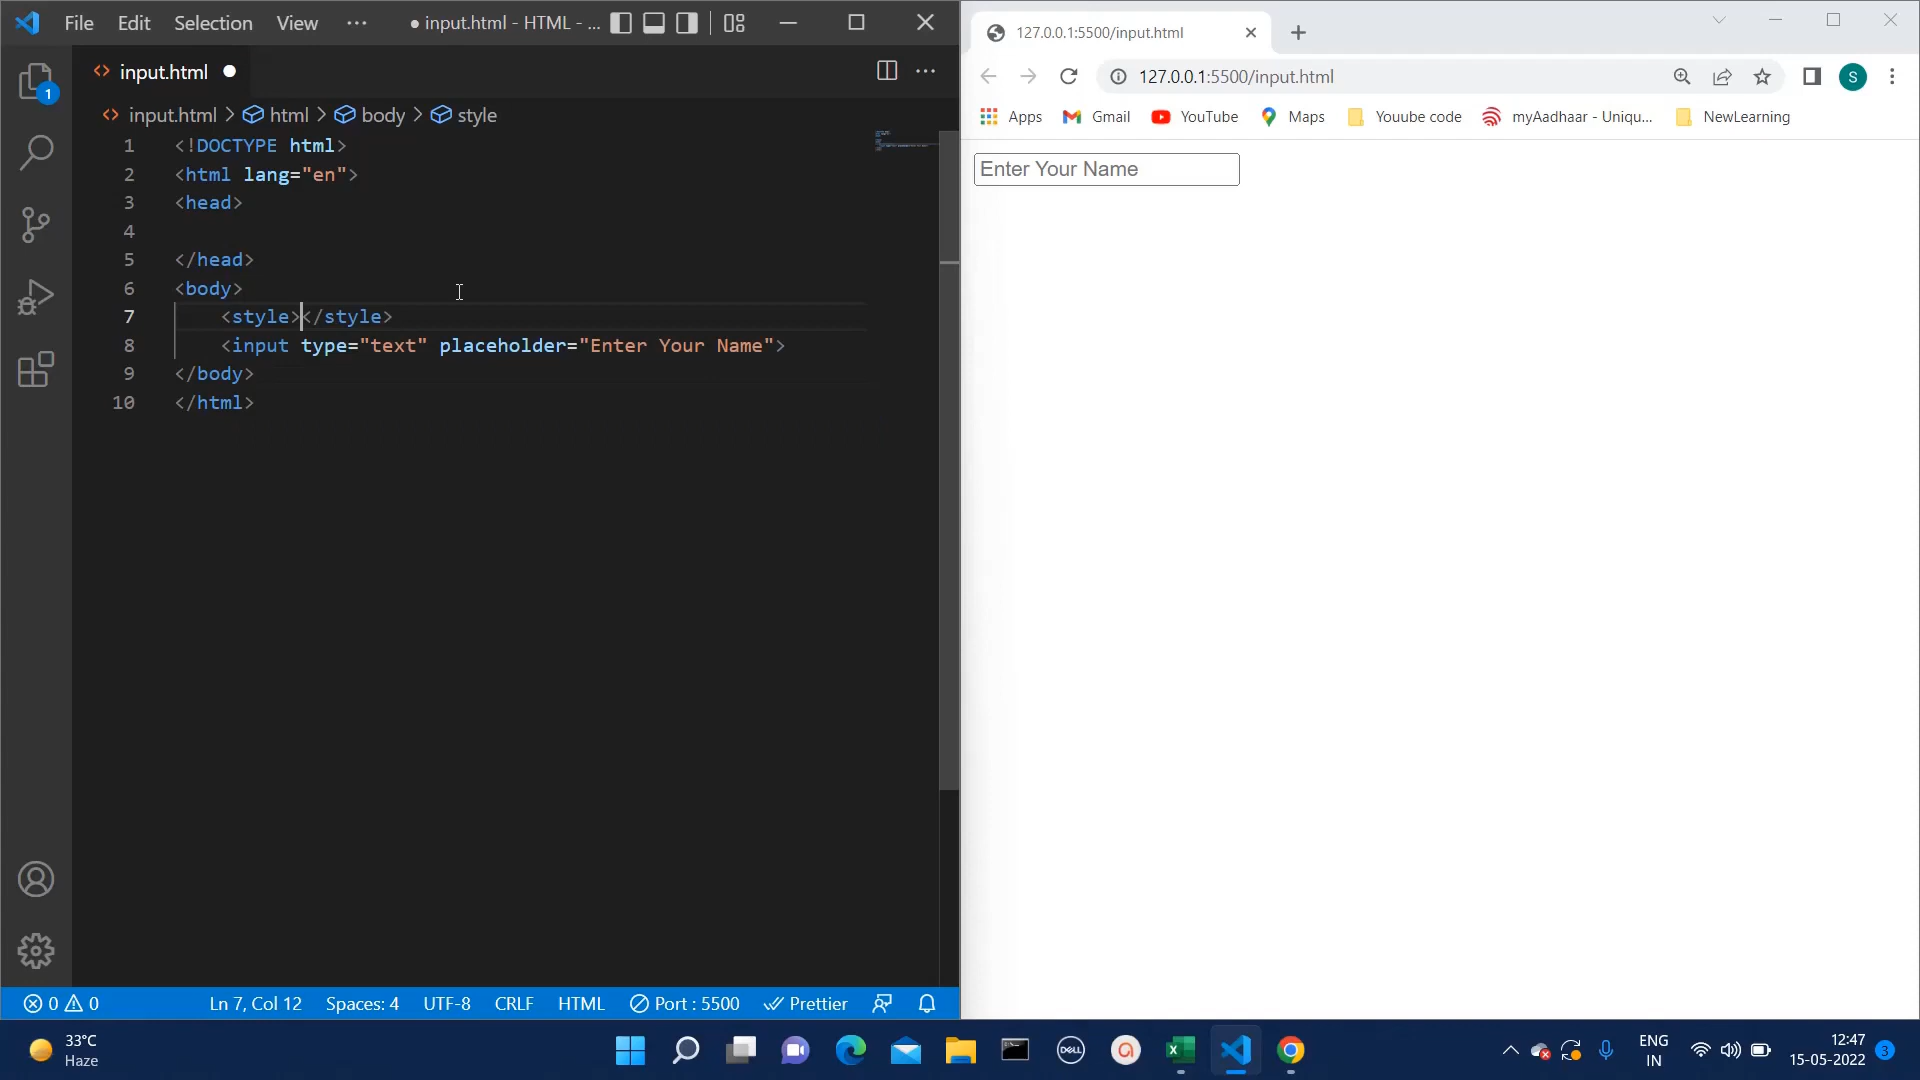 File Edit Selection View ··· ● input.html - HTML - ...
input.html ●
input.html > html > body > style
1 <!DOCTYPE html>
2 <html lang="en">
3 <head>
4
5 </head>
6 <body>
7 <style></style>
8 <input type="text" placeholder="Enter Your Name">
9 </body>
10 </html>
1
0 0 Ln 7, Col 12 Spaces: 4 UTF-8 CRLF HTML Port : 5500 Prettier
127.0.0.1:5500/input.html
127.0.0.1:5500/input.html S
Apps Gmail YouTube Maps Youube code myAadhaar - Uniqu... NewLearning
Enter Your Name
33°C
Haze
DELL
ENG
IN
12:47
15-05-2022
3